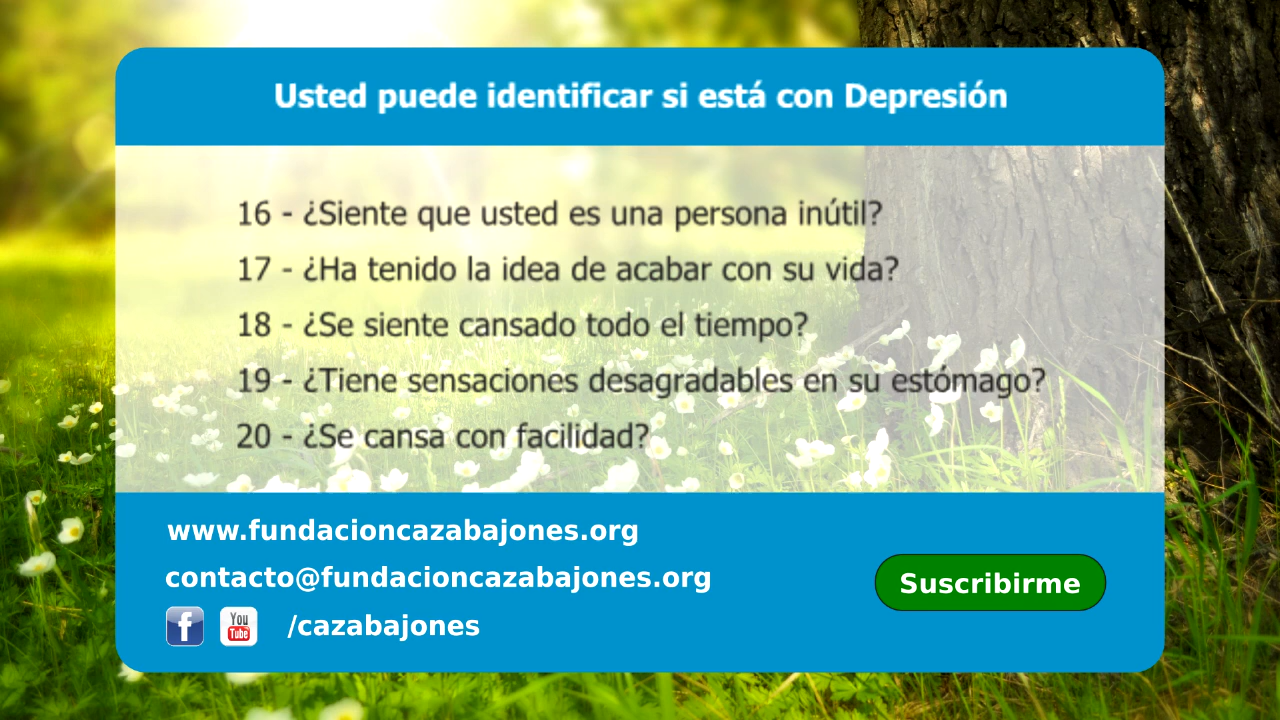 Usted puede identificar si está con Depresión
16 - ¿Siente que usted es una persona inútil?
17 - ¿Ha tenido la idea de acabar con su vida?
18 - ¿Se siente cansado todo el tiempo?
19 - ¿Tiene sensaciones desagradables en su estómago?
20 - ¿Se cansa con facilidad?
www.fundacioncazabajones.org
contacto@fundacioncazabajones.org
Suscribirme
f You Tube /cazabajones